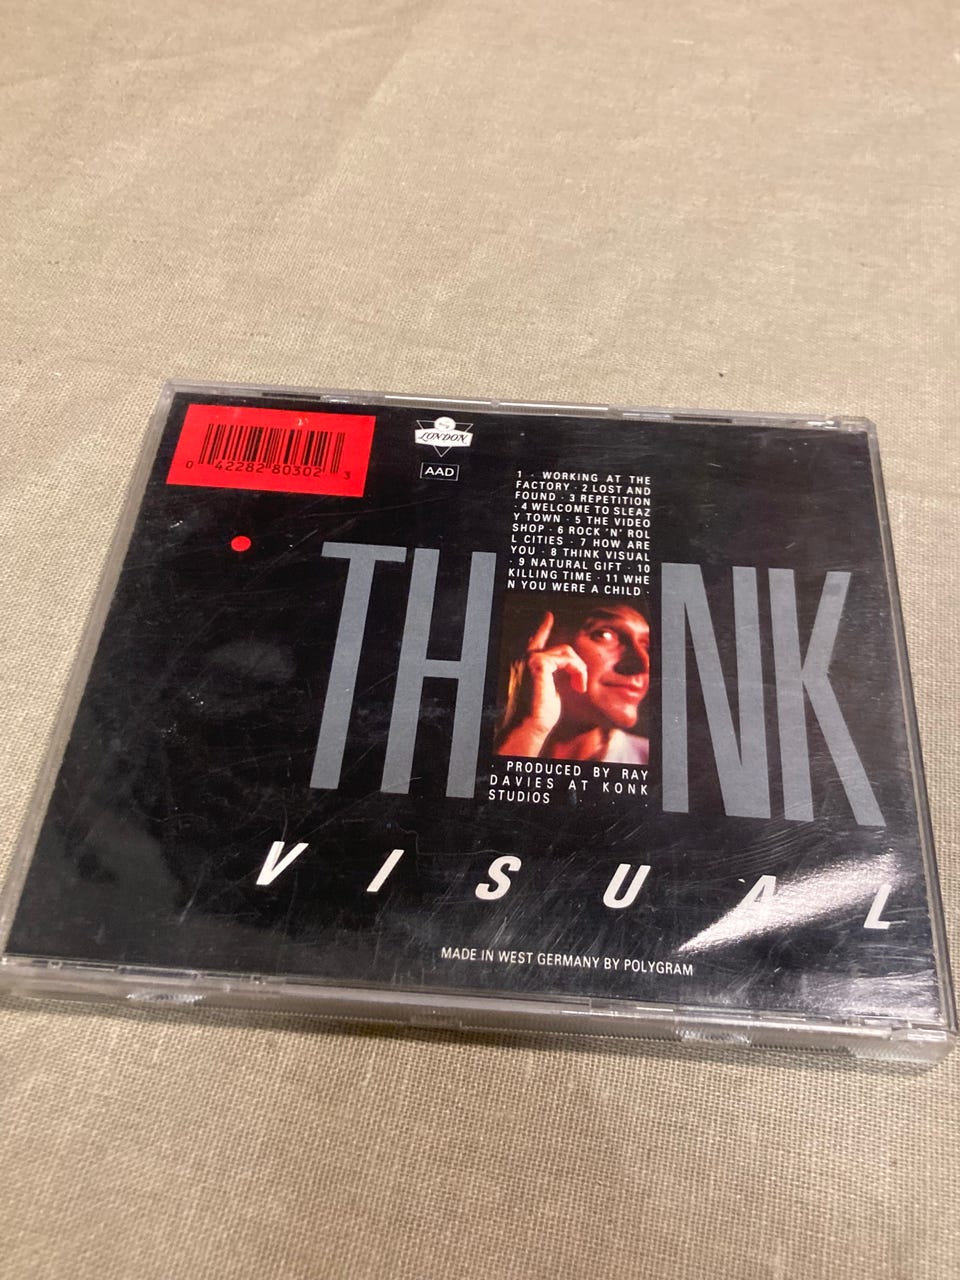 0 42282 80302 3
LONDON
AAD
1 · WORKING AT THE
FACTORY · 2 LOST AND
FOUND · 3 REPETITION
· 4 WELCOME TO SLEAZ
Y TOWN · 5 THE VIDEO
SHOP · 6 ROCK 'N' ROL
L CITIES · 7 HOW ARE
YOU · 8 THINK VISUAL
· 9 NATURAL GIFT · 10
KILLING TIME · 11 WHE
N YOU WERE A CHILD ·
TH NK
· PRODUCED BY RAY
DAVIES AT KONK
STUDIOS
VISUAL
MADE IN WEST GERMANY BY POLYGRAM